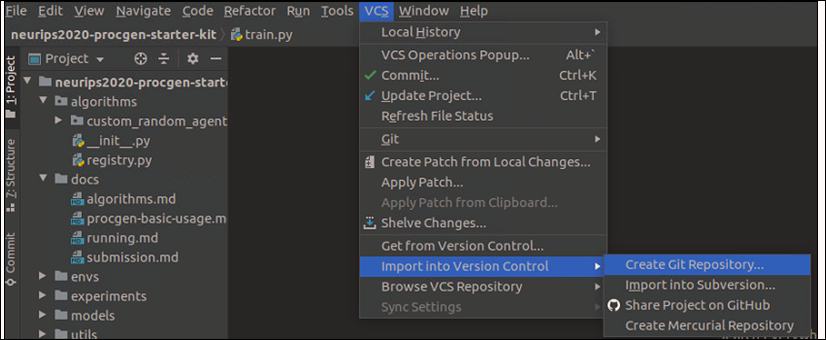 File Edit View Navigate Code Refactor Run Tools VCS Window Help
neurips2020-procgen-starter-kit train.py
Project
neurips2020-procgen-starte
algorithms
custom_random_agent
__init__.py
registry.py
docs
algorithms.md
procgen-basic-usage.m
running.md
submission.md
envs
experiments
models
utils
1: Project
7: Structure
Commit
Local History
VCS Operations Popup... Alt+`
Commit... Ctrl+K
Update Project... Ctrl+T
Refresh File Status
Git
Create Patch from Local Changes...
Apply Patch...
Apply Patch from Clipboard...
Shelve Changes...
Get from Version Control...
Import into Version Control
Browse VCS Repository
Sync Settings
Create Git Repository...
Import into Subversion...
Share Project on GitHub
Create Mercurial Repository